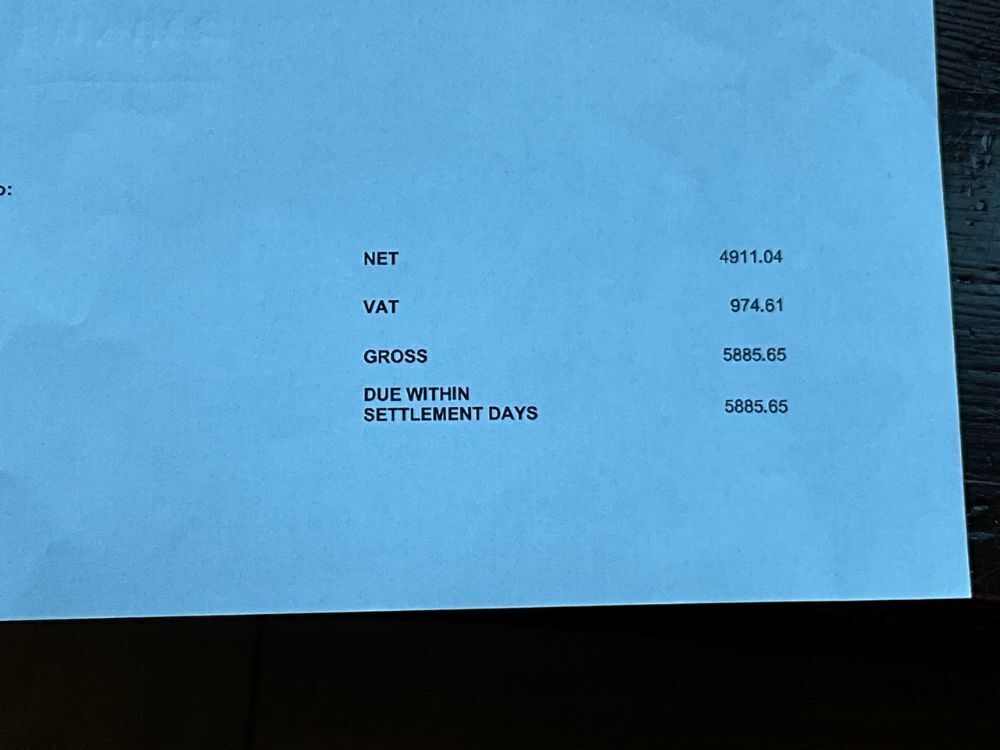 NET 4911.04
VAT 974.61
GROSS 5885.65
DUE WITHIN
SETTLEMENT DAYS 5885.65